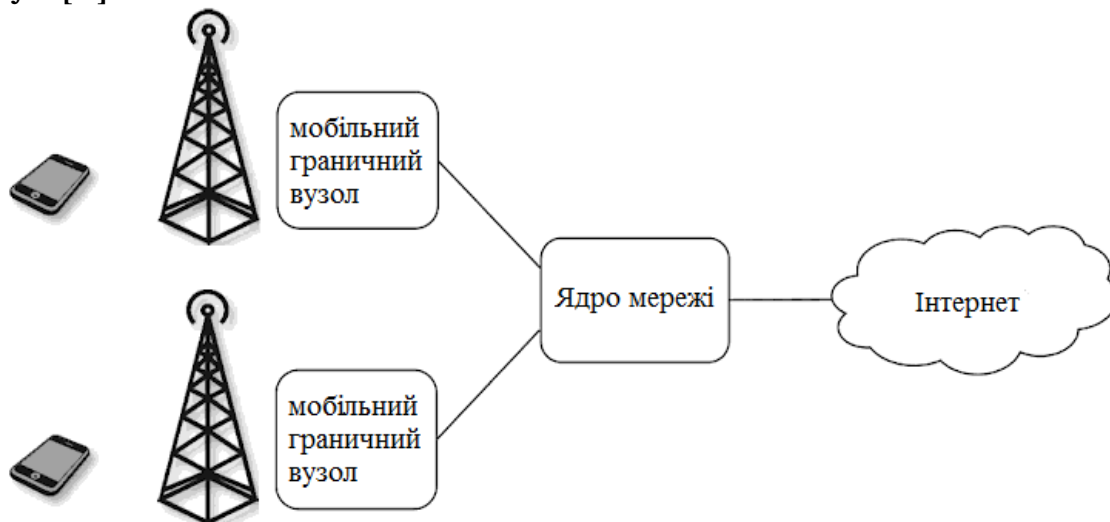 мобільний
граничний
вузол
Ядро мережі
Інтернет
мобільний
граничний
вузол